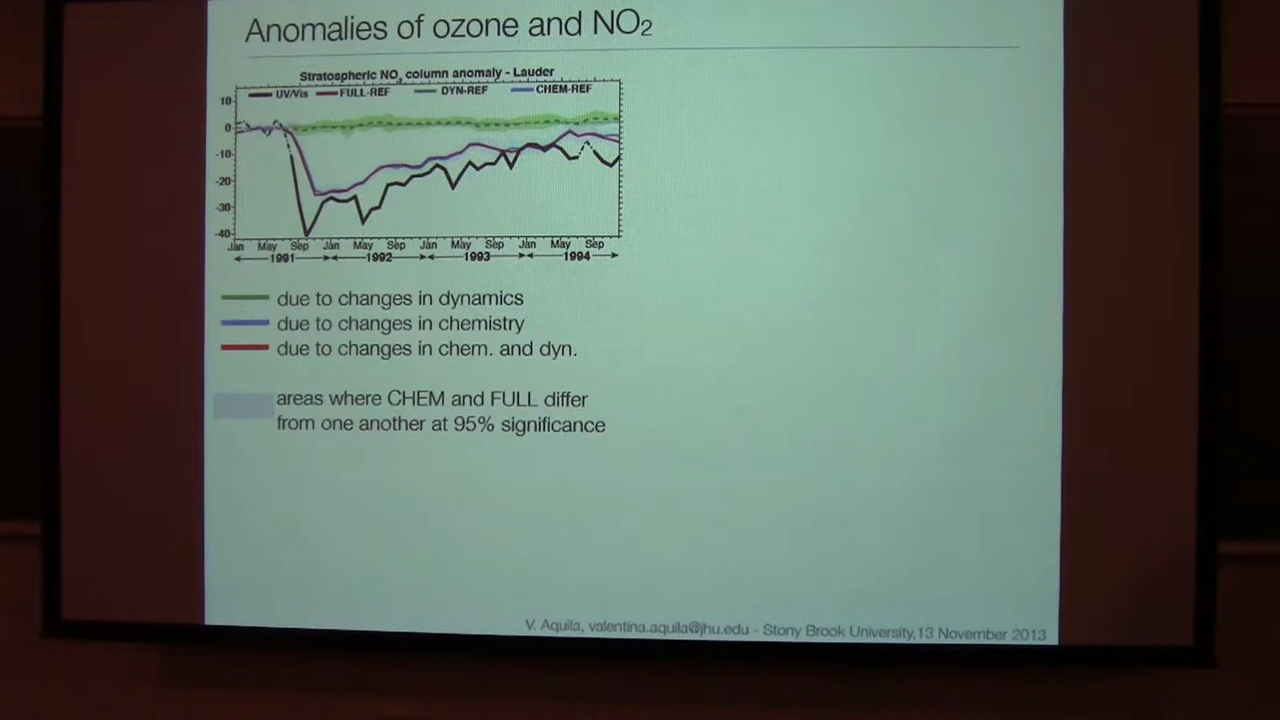 Anomalies of ozone and NO2
Stratospheric NO2 column anomaly - Lauder
UV/Vis FULL-REF DYN-REF CHEM-REF
10
0
-10
-20
-30
-40
Jan May Sep Jan May Sep Jan May Sep Jan May Sep
1991 1992 1993 1994
due to changes in dynamics
due to changes in chemistry
due to changes in chem. and dyn.
areas where CHEM and FULL differ
from one another at 95% significance
V. Aquila, valentina.aquila@jhu.edu - Stony Brook University,13 November 2013